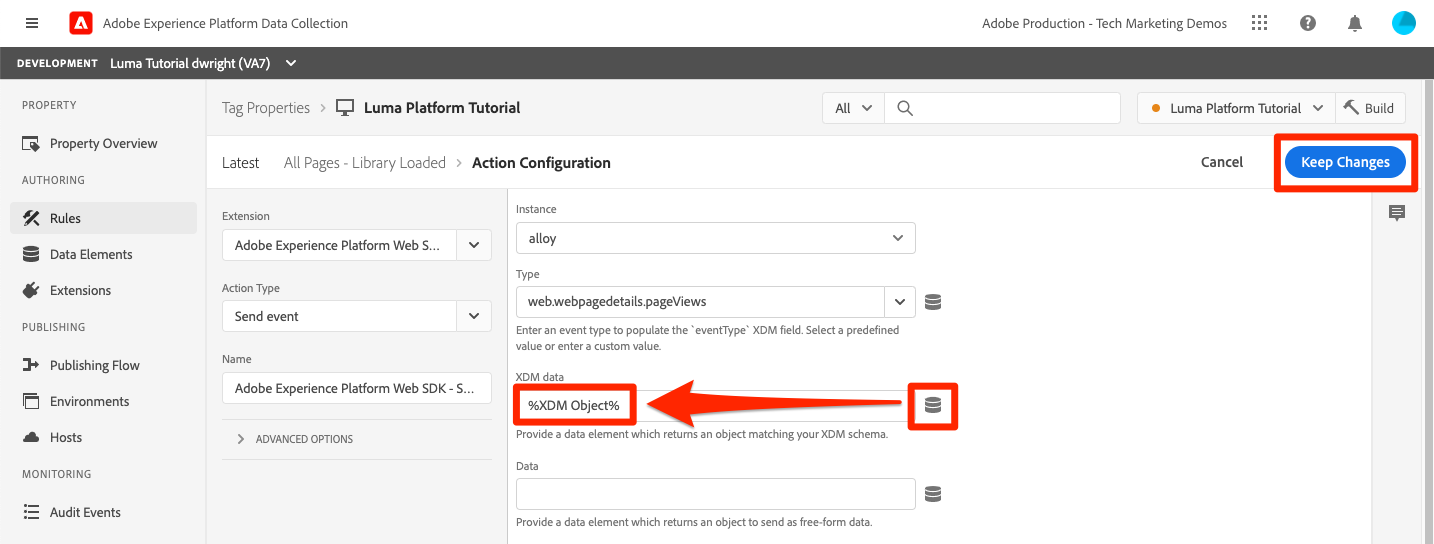 Adobe Experience Platform Data Collection
Adobe Production - Tech Marketing Demos
DEVELOPMENT Luma Tutorial dwright (VA7)
PROPERTY
Property Overview
AUTHORING
Rules
Data Elements
Extensions
PUBLISHING
Publishing Flow
Environments
Hosts
MONITORING
Audit Events
Tag Properties > Luma Platform Tutorial
All
Luma Platform Tutorial
Build
Latest All Pages - Library Loaded > Action Configuration
Cancel
Keep Changes
Extension
Adobe Experience Platform Web S...
Action Type
Send event
Name
Adobe Experience Platform Web SDK - S...
ADVANCED OPTIONS
Instance
alloy
Type
web.webpagedetails.pageViews
Enter an event type to populate the `eventType` XDM field. Select a predefined
value or enter a custom value.
XDM data
%XDM Object%
Provide a data element which returns an object matching your XDM schema.
Data
Provide a data element which returns an object to send as free-form data.